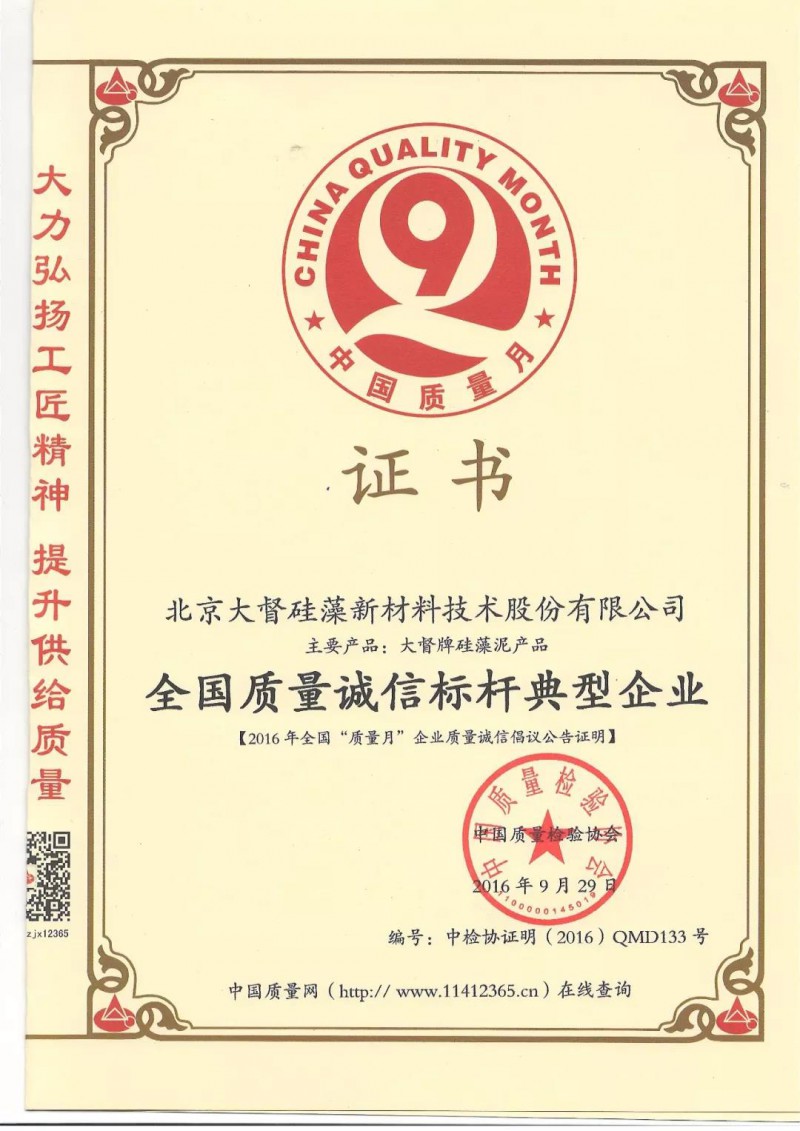 大力弘扬工匠精神 提升供给质量
CHINA QUALITY MONTH
9
中国质量月
证书
北京大督硅藻新材料技术股份有限公司
主要产品：大督牌硅藻泥产品
全国质量诚信标杆典型企业
【2016年全国“质量月”企业质量诚信倡议公告证明】
中国质量检验协会
中国质量检验协会
2016年9月29日
1100000145019
编号：中检协证明（2016）QMD133号
zjx12365
中国质量网（http:// www.11412365.cn）在线查询